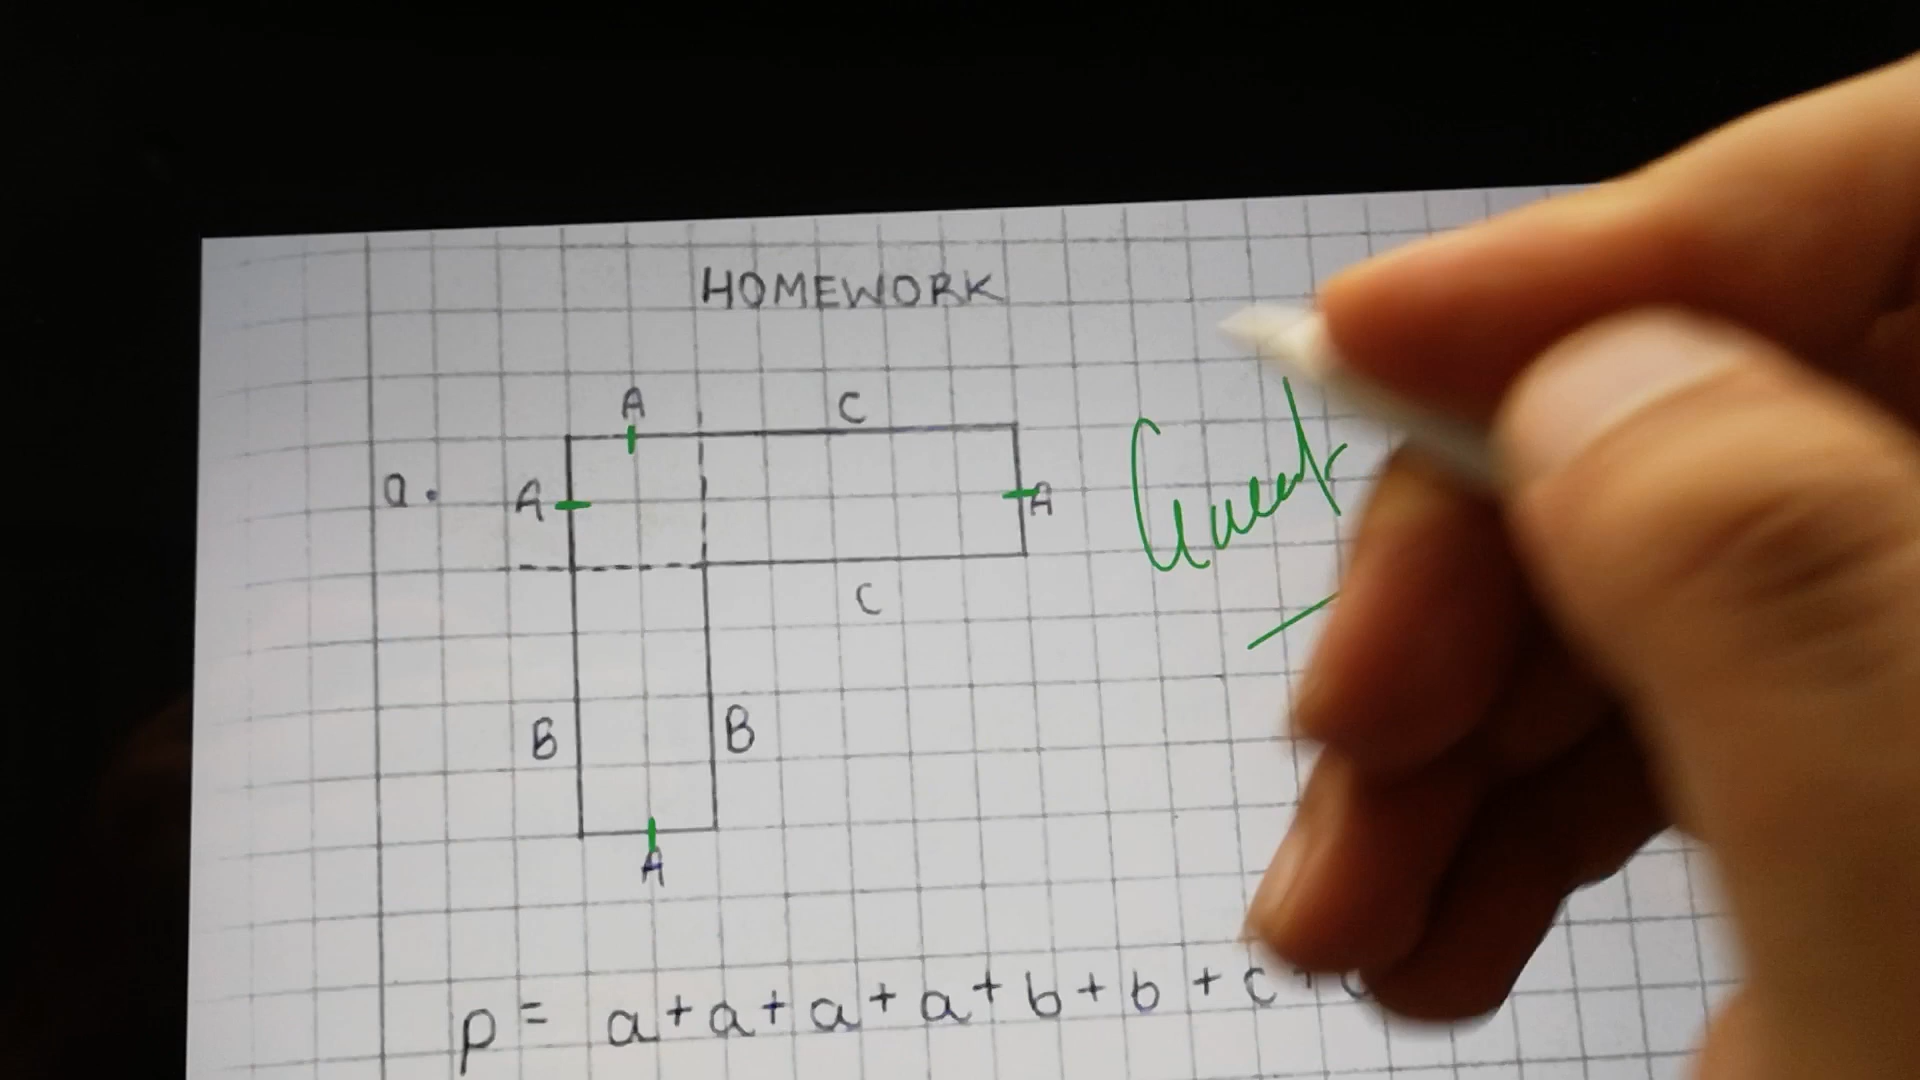 HOMEWORK
A C
a. A A
C
B B
A
p = a + a + a + a + b + b + c +